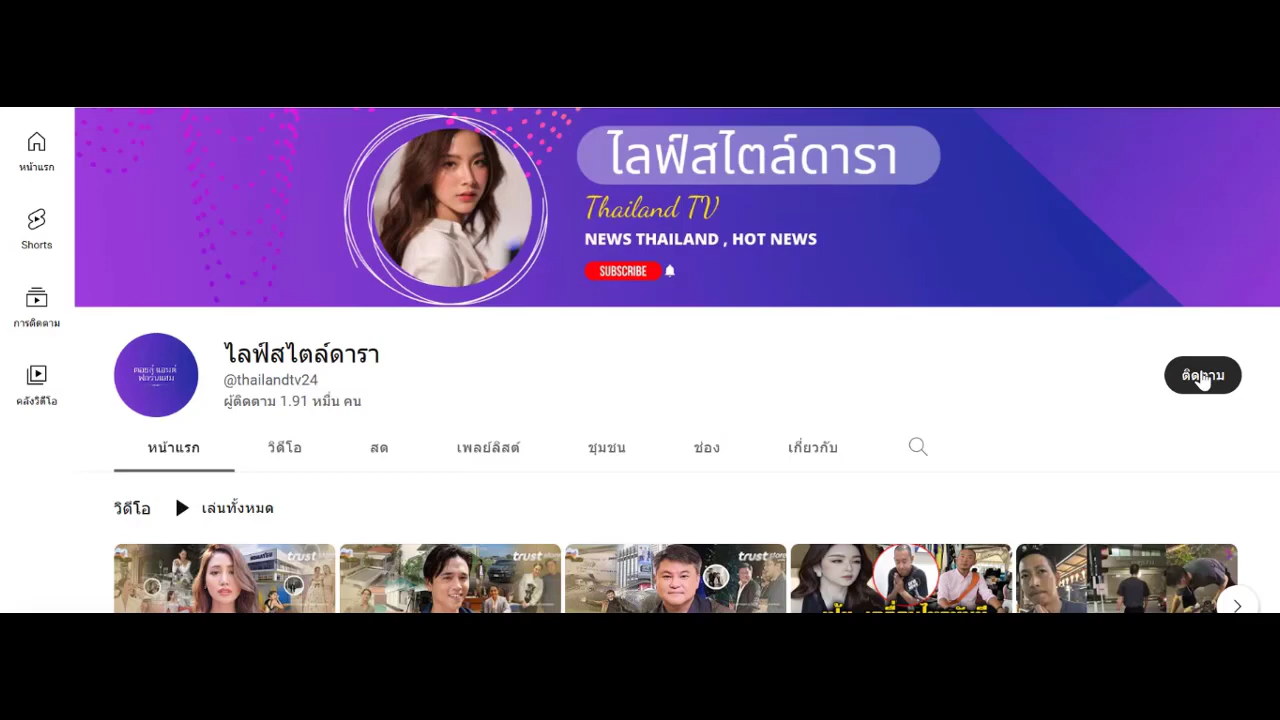 ไลฟ์สไตล์ดารา
Thailand TV
NEWS THAILAND , HOT NEWS
SUBSCRIBE
หน้าแรก
Shorts
การติดตาม
คลังวิดีโอ
ไลฟ์สไตล์ดารา
@thailandtv24
ผู้ติดตาม 1.91 หมื่น คน
ติดตาม
หน้าแรก วิดีโอ สด เพลย์ลิสต์ ชุมชน ช่อง เกี่ยวกับ
วิดีโอ เล่นทั้งหมด
trust trust trust